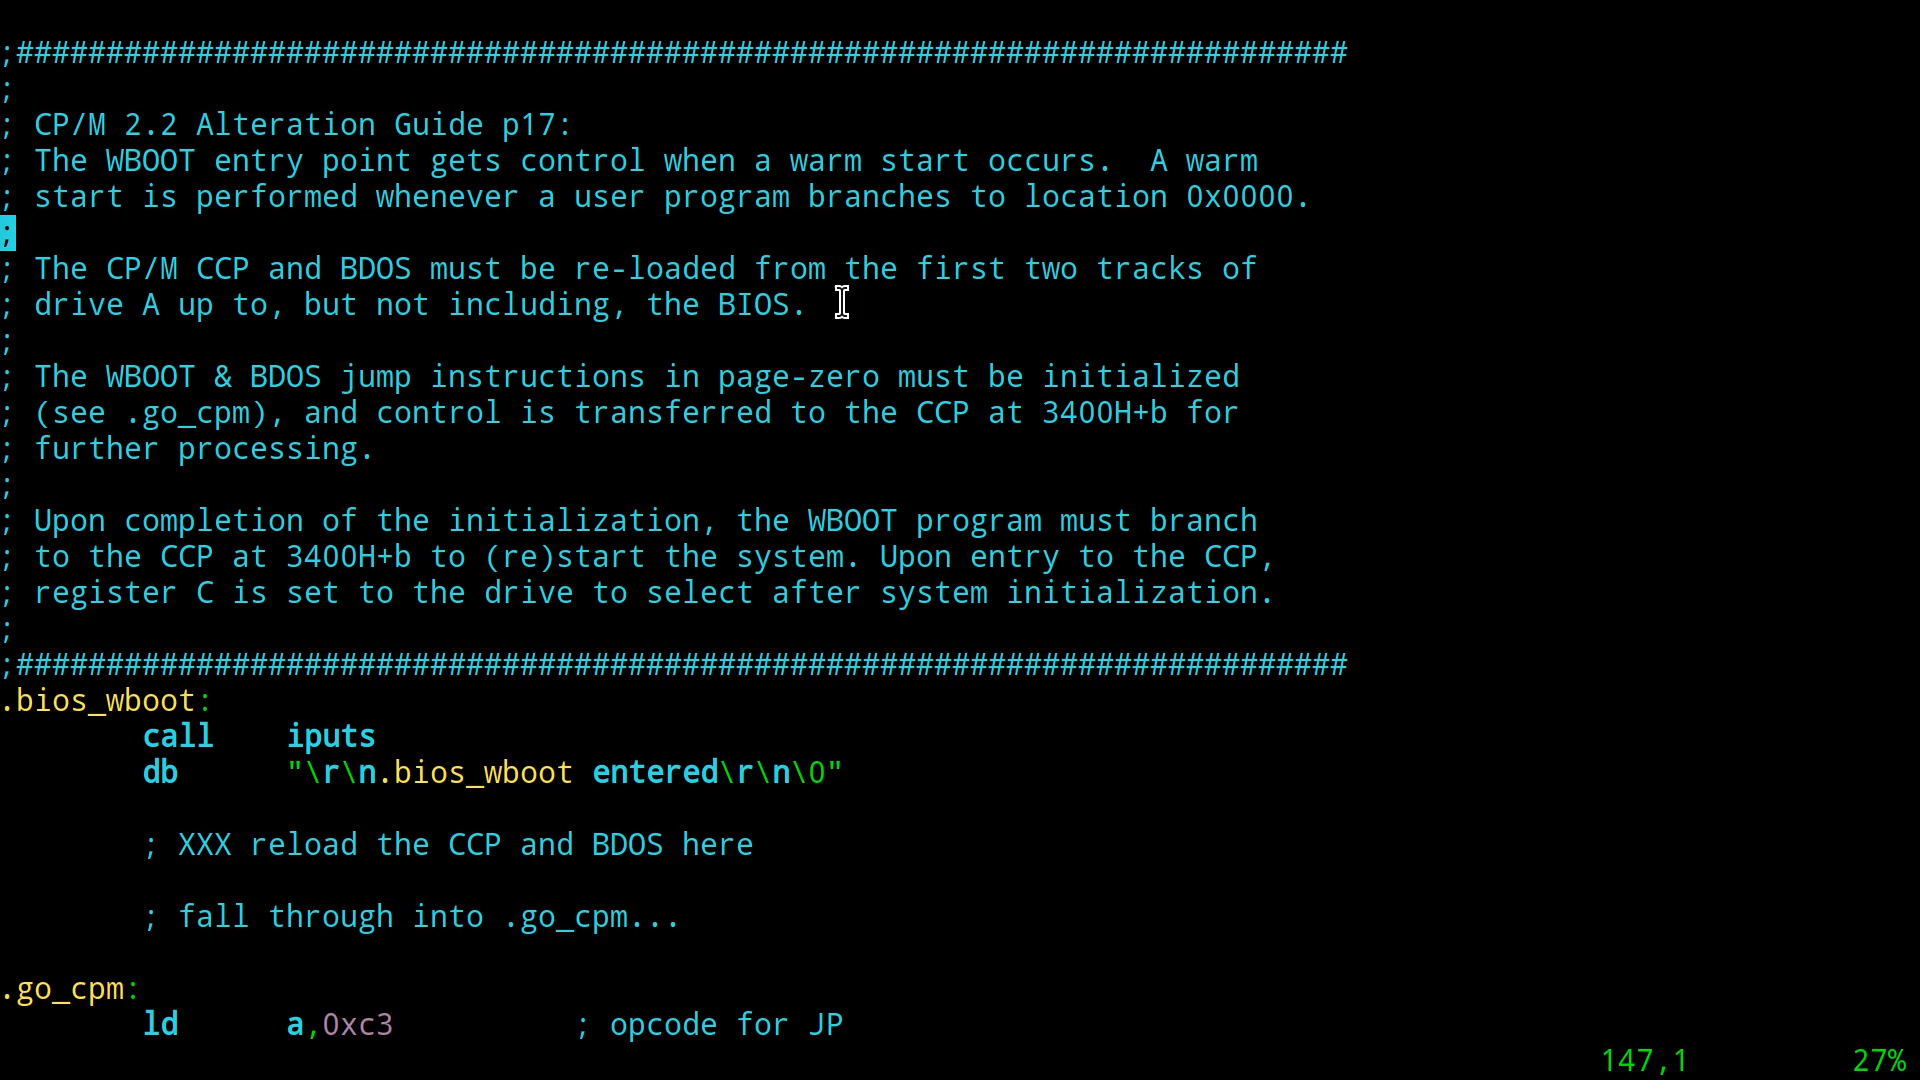 ;##########################################################################
;
; CP/M 2.2 Alteration Guide p17:
; The WBOOT entry point gets control when a warm start occurs.  A warm
; start is performed whenever a user program branches to location 0x0000.
;
; The CP/M CCP and BDOS must be re-loaded from the first two tracks of
; drive A up to, but not including, the BIOS.
;
; The WBOOT & BDOS jump instructions in page-zero must be initialized
; (see .go_cpm), and control is transferred to the CCP at 3400H+b for
; further processing.
;
; Upon completion of the initialization, the WBOOT program must branch
; to the CCP at 3400H+b to (re)start the system. Upon entry to the CCP,
; register C is set to the drive to select after system initialization.
;
;##########################################################################
.bios_wboot:
        call    iputs
        db      "\r\n.bios_wboot entered\r\n\0"
        ; XXX reload the CCP and BDOS here
        ; fall through into .go_cpm...
.go_cpm:
        ld      a,0xc3          ; opcode for JP
147,1         27%